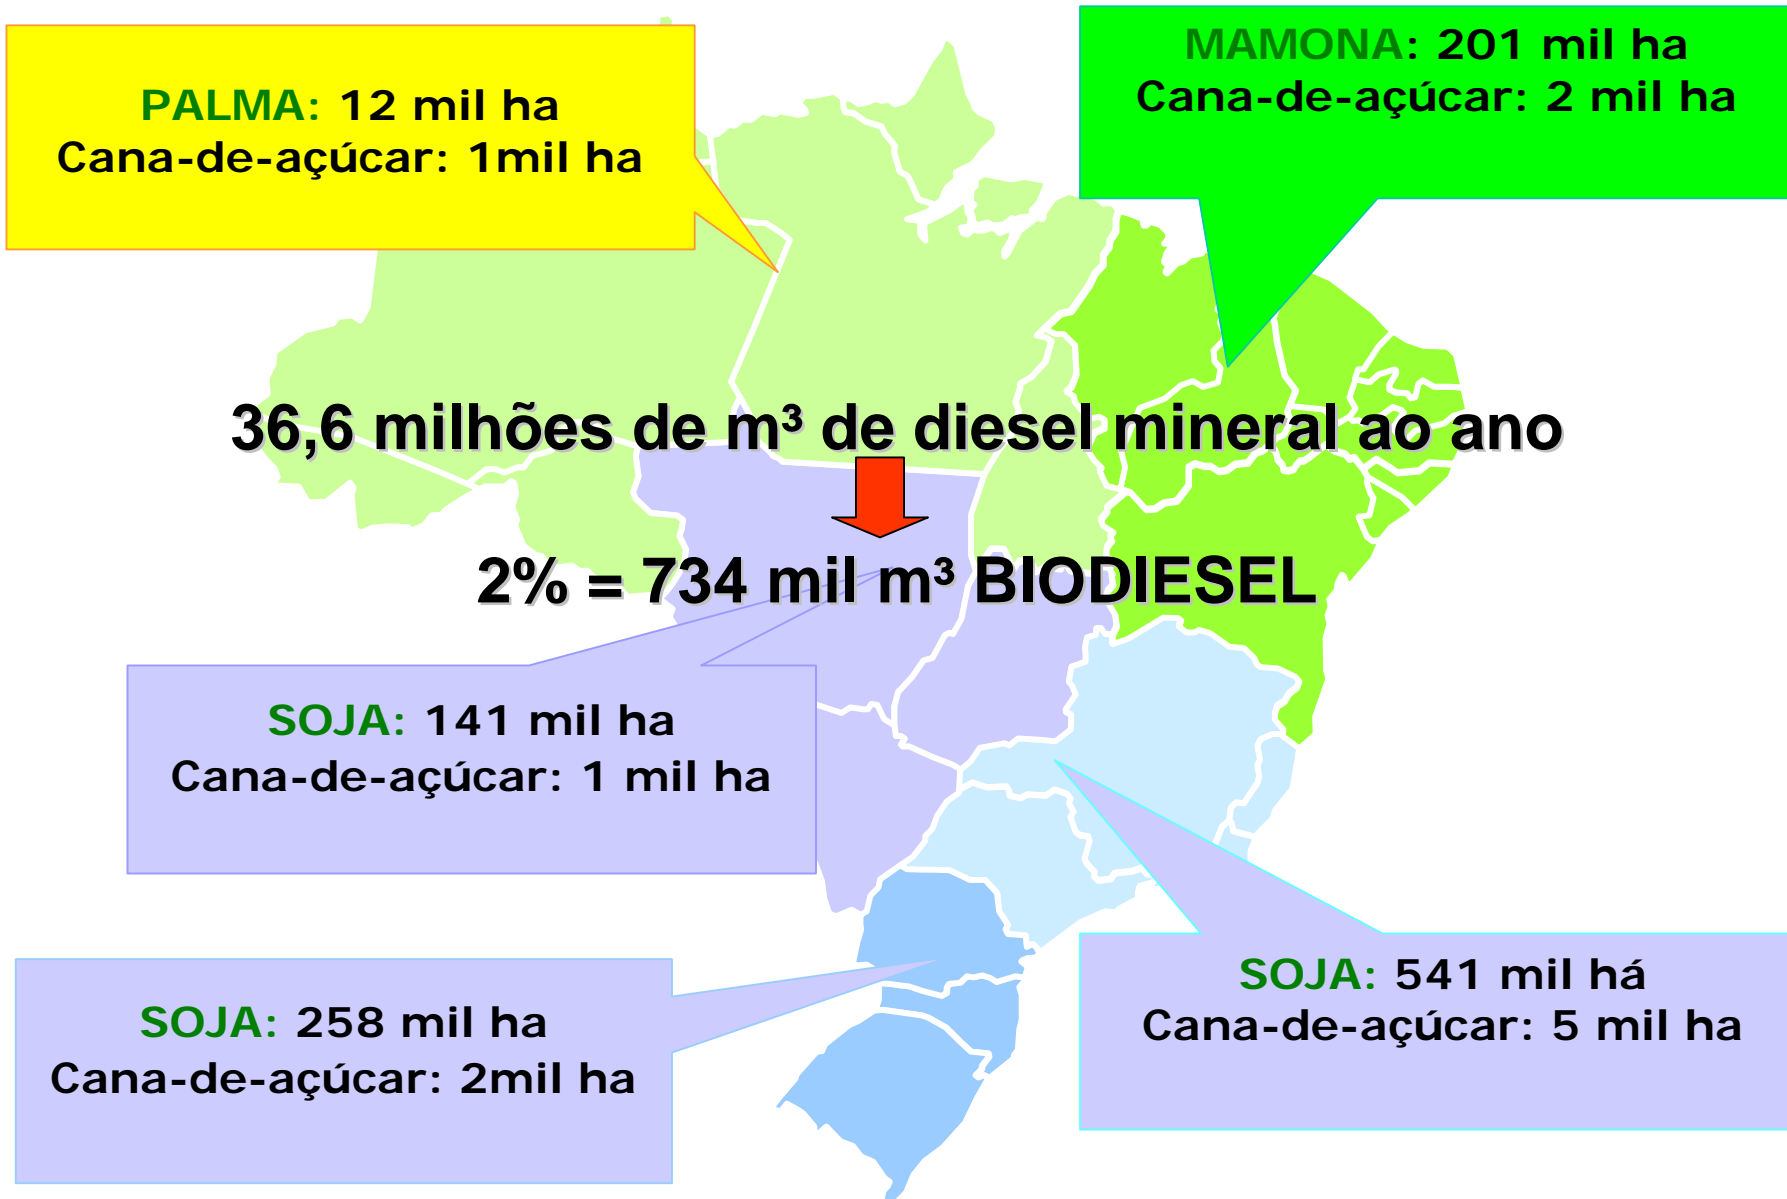 PALMA: 12 mil ha
Cana-de-açúcar: 1mil ha
MAMONA: 201 mil ha
Cana-de-açúcar: 2 mil ha
36,6 milhões de m³ de diesel mineral ao ano
2% = 734 mil m³ BIODIESEL
SOJA: 141 mil ha
Cana-de-açúcar: 1 mil ha
SOJA: 541 mil há
Cana-de-açúcar: 5 mil ha
SOJA: 258 mil ha
Cana-de-açúcar: 2mil ha